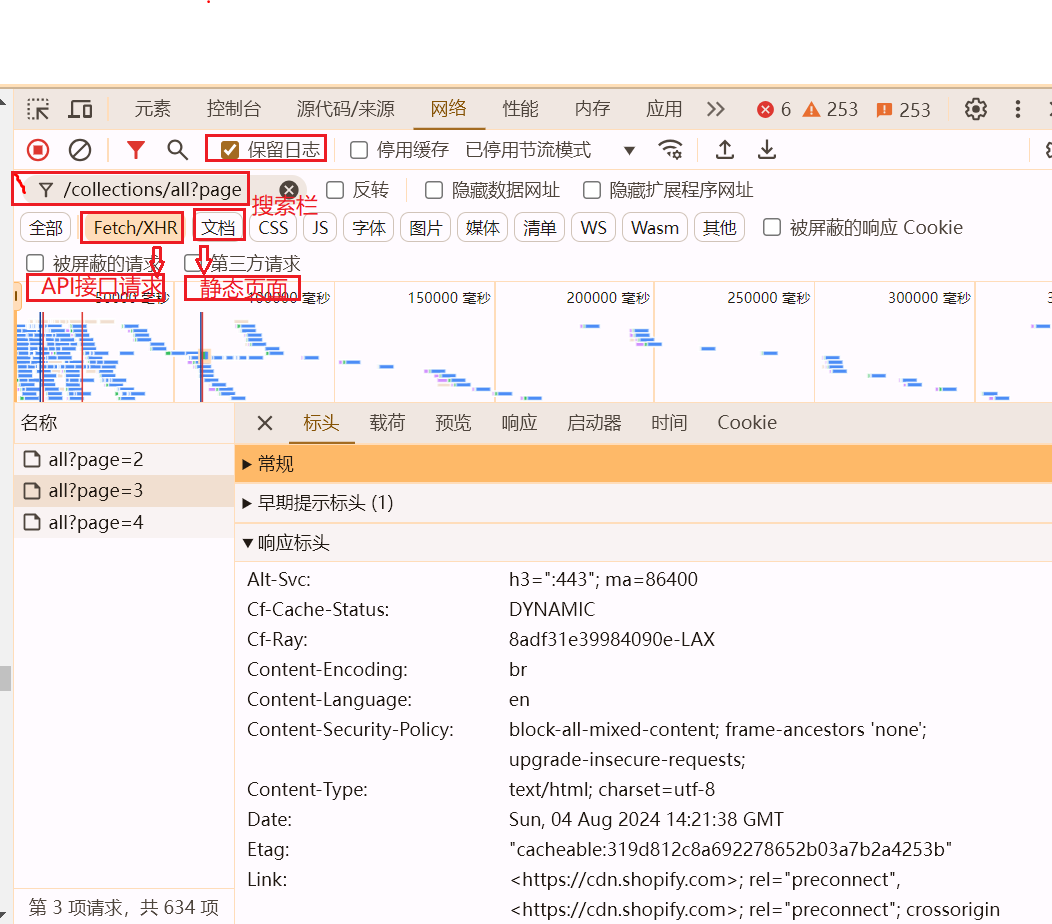 元素 控制台 源代码/来源 网络 性能 内存 应用 6 253 253
保留日志 停用缓存 已停用节流模式
/collections/all?page 反转 隐藏数据网址 隐藏扩展程序网址
搜索栏
全部 Fetch/XHR 文档 CSS JS 字体 图片 媒体 清单 WS Wasm 其他 被屏蔽的响应 Cookie
被屏蔽的请求 第三方请求
API接口请求 静态页面
50000 毫秒 100000 毫秒 150000 毫秒 200000 毫秒 250000 毫秒 300000 毫秒
名称 标头 载荷 预览 响应 启动器 时间 Cookie
all?page=2
all?page=3
all?page=4
常规
早期提示标头 (1)
响应标头
Alt-Svc: h3=":443"; ma=86400
Cf-Cache-Status: DYNAMIC
Cf-Ray: 8adf31e39984090e-LAX
Content-Encoding: br
Content-Language: en
Content-Security-Policy: block-all-mixed-content; frame-ancestors 'none';
upgrade-insecure-requests;
Content-Type: text/html; charset=utf-8
Date: Sun, 04 Aug 2024 14:21:38 GMT
Etag: "cacheable:319d812c8a692278652b03a7b2a4253b"
Link: <https://cdn.shopify.com>; rel="preconnect",
<https://cdn.shopify.com>; rel="preconnect"; crossorigin
第 3 项请求，共 634 项